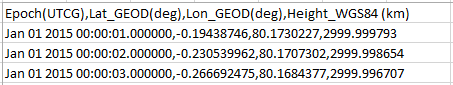 Epoch(UTCG),Lat_GEOD(deg),Lon_GEOD(deg),Height_WGS84 (km)
Jan 01 2015 00:00:01.000000,-0.19438746,80.1730227,2999.999793
Jan 01 2015 00:00:02.000000,-0.230539962,80.1707302,2999.998654
Jan 01 2015 00:00:03.000000,-0.266692475,80.1684377,2999.996707